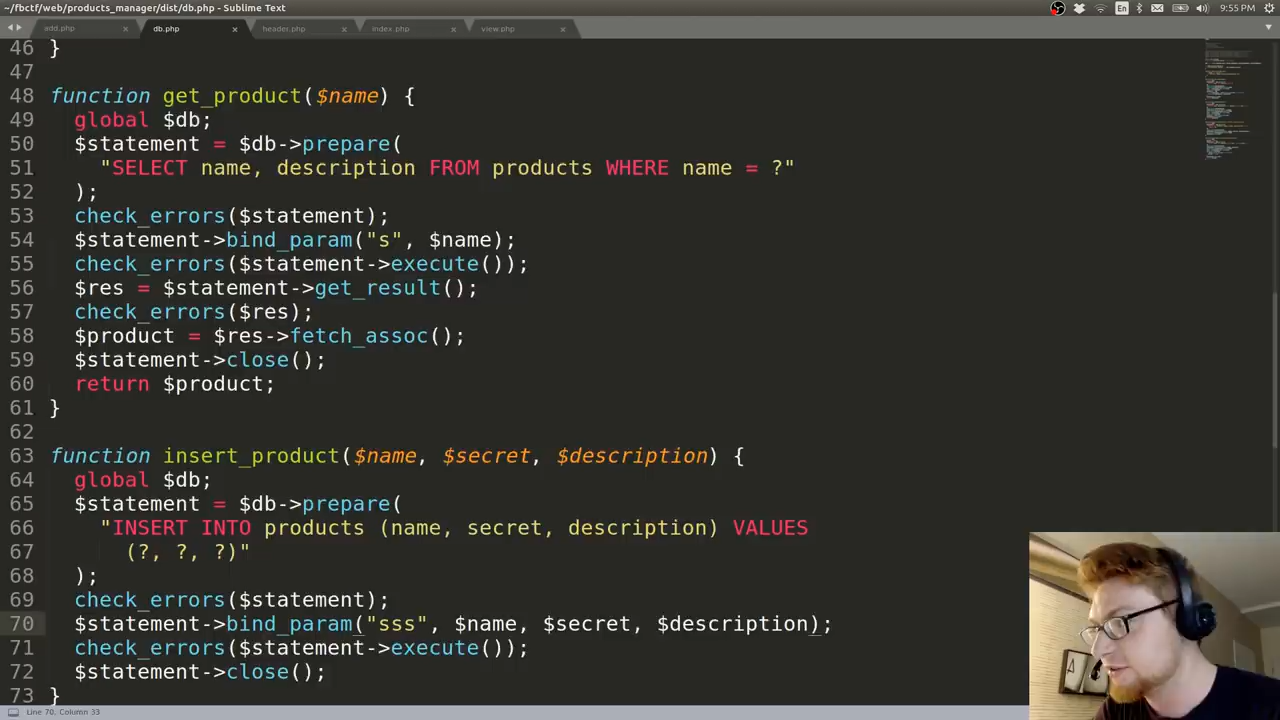 ~/fbctf/web/products_manager/dist/db.php - Sublime Text
En
9:55 PM
add.php × db.php × header.php × index.php × view.php ×
46 }
47
48 function get_product($name) {
49 global $db;
50 $statement = $db->prepare(
51 "SELECT name, description FROM products WHERE name = ?"
52 );
53 check_errors($statement);
54 $statement->bind_param("s", $name);
55 check_errors($statement->execute());
56 $res = $statement->get_result();
57 check_errors($res);
58 $product = $res->fetch_assoc();
59 $statement->close();
60 return $product;
61 }
62
63 function insert_product($name, $secret, $description) {
64 global $db;
65 $statement = $db->prepare(
66 "INSERT INTO products (name, secret, description) VALUES
67 (?, ?, ?)"
68 );
69 check_errors($statement);
70 $statement->bind_param("sss", $name, $secret, $description);
71 check_errors($statement->execute());
72 $statement->close();
73 }
Line 70, Column 33